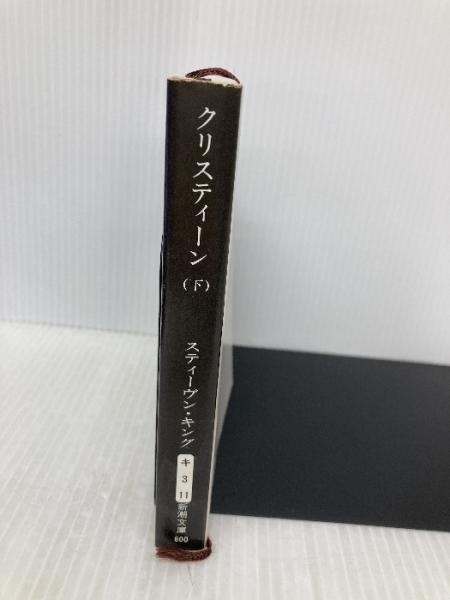 クリスティーン
(下)
スティーヴン・キング
キ
3
11
新潮文庫
600